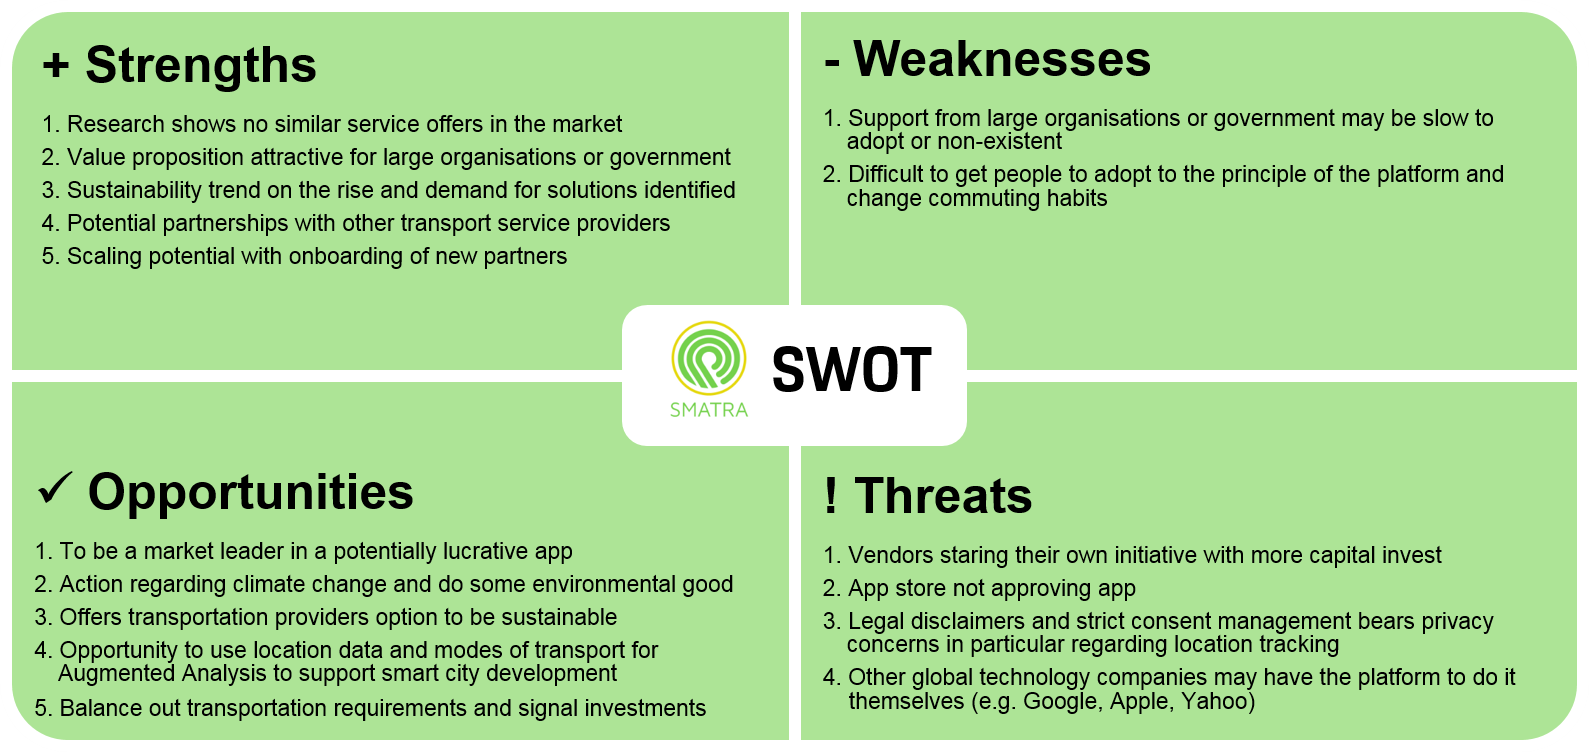 + Strengths
1. Research shows no similar service offers in the market
2. Value proposition attractive for large organisations or government
3. Sustainability trend on the rise and demand for solutions identified
4. Potential partnerships with other transport service providers
5. Scaling potential with onboarding of new partners
- Weaknesses
1. Support from large organisations or government may be slow to
adopt or non-existent
2. Difficult to get people to adopt to the principle of the platform and
change commuting habits
SMATRA
SWOT
✓ Opportunities
1. To be a market leader in a potentially lucrative app
2. Action regarding climate change and do some environmental good
3. Offers transportation providers option to be sustainable
4. Opportunity to use location data and modes of transport for
Augmented Analysis to support smart city development
5. Balance out transportation requirements and signal investments
! Threats
1. Vendors staring their own initiative with more capital invest
2. App store not approving app
3. Legal disclaimers and strict consent management bears privacy
concerns in particular regarding location tracking
4. Other global technology companies may have the platform to do it
themselves (e.g. Google, Apple, Yahoo)